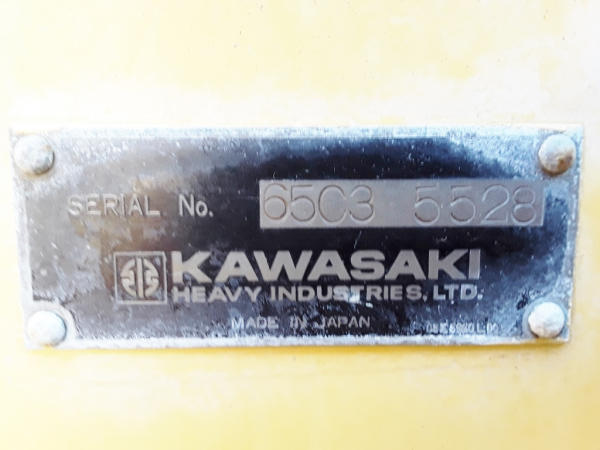 SERIAL No. 65C3 5528
KAWASAKI
HEAVY INDUSTRIES, LTD.
MADE IN JAPAN